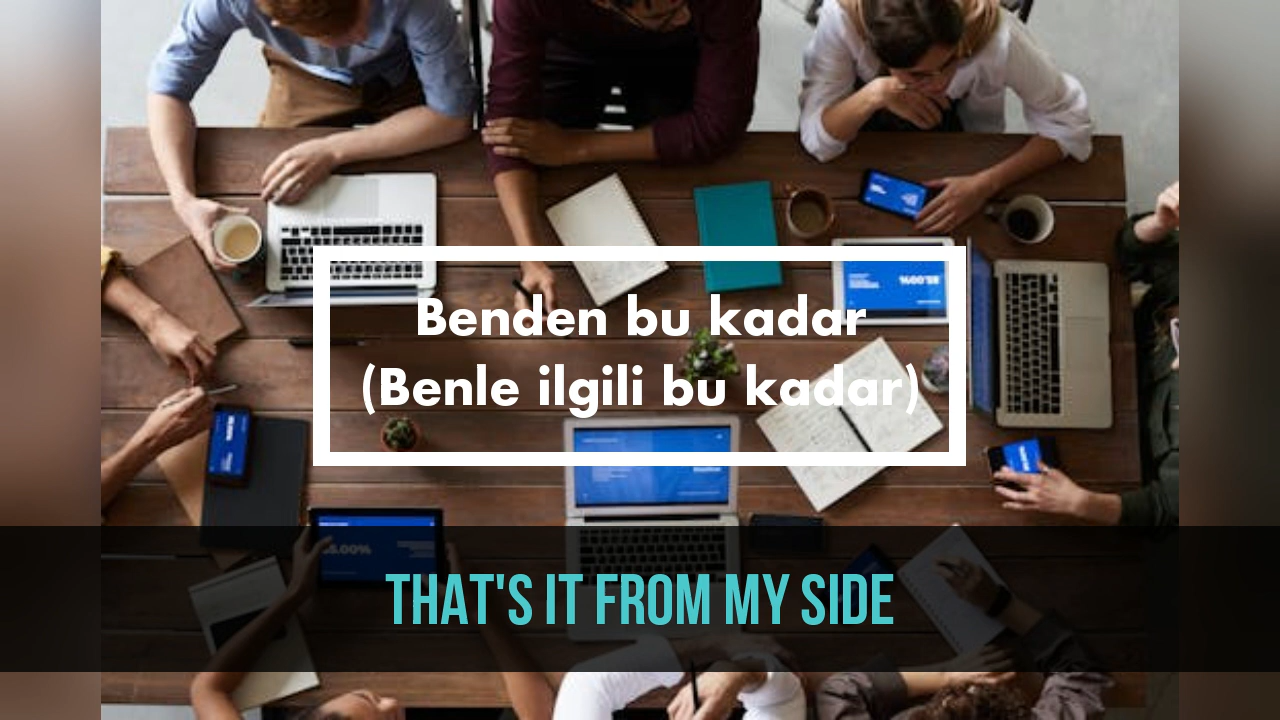 Benden bu kadar
(Benle ilgili bu kadar)
THAT'S IT FROM MY SIDE